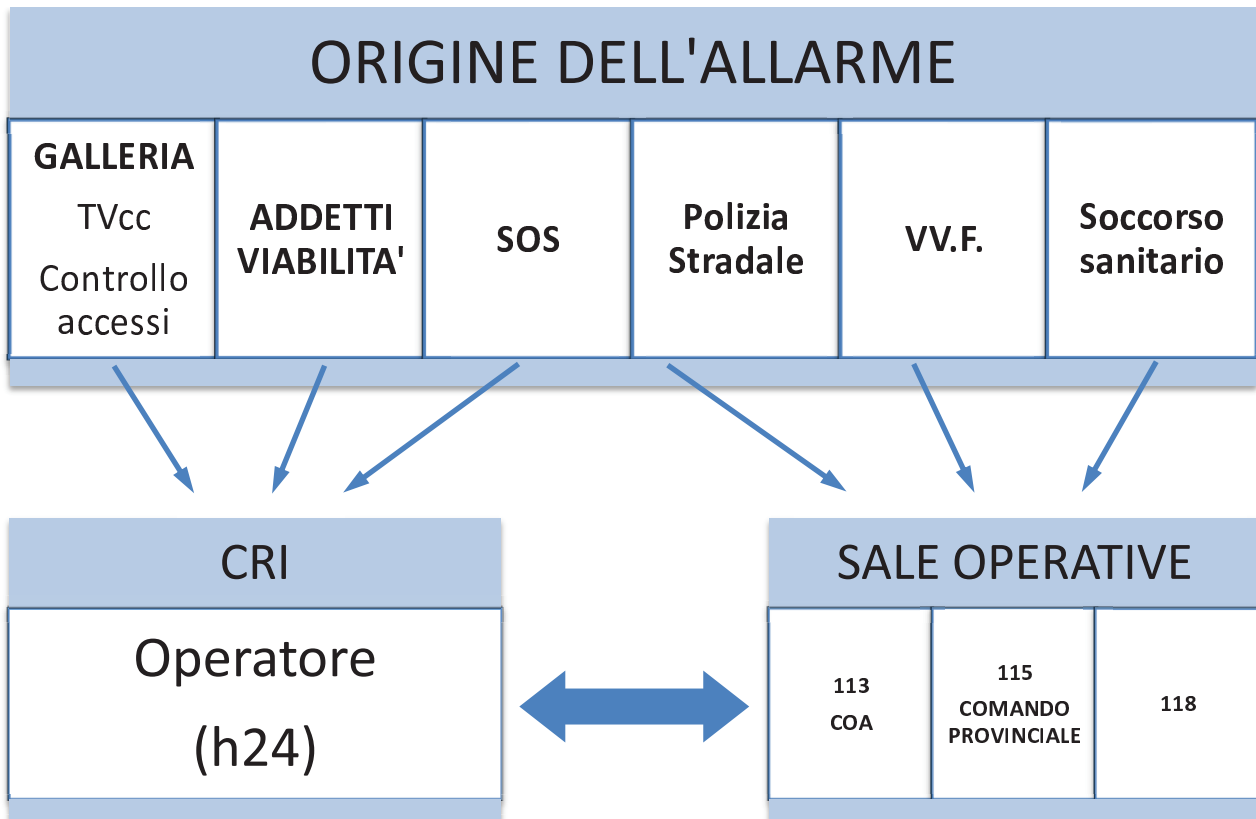 ORIGINE DELL'ALLARME
GALLERIA
TVcc
Controllo
accessi
ADDETTI
VIABILITA'
SOS
Polizia
Stradale
VV.F.
Soccorso
sanitario
CRI
Operatore
(h24)
SALE OPERATIVE
113
COA
115
COMANDO
PROVINCIALE
118